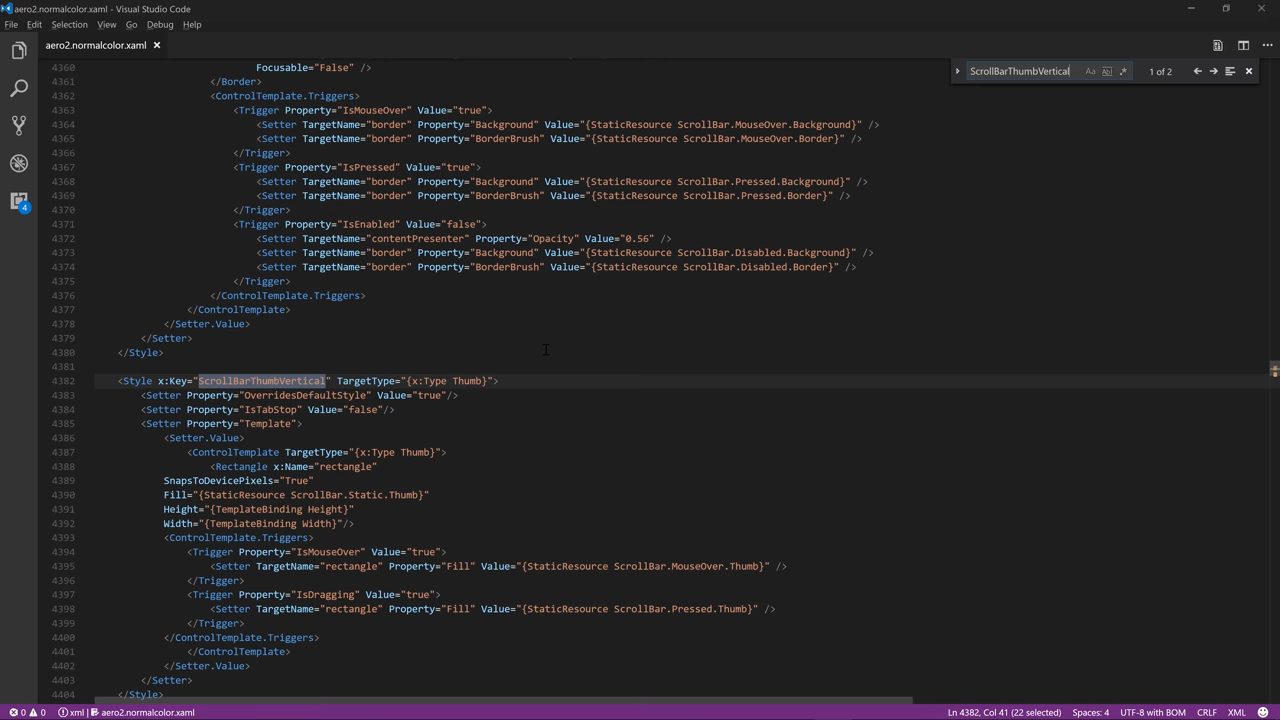 aero2.normalcolor.xaml - Visual Studio Code
File Edit Selection View Go Debug Help
aero2.normalcolor.xaml
ScrollBarThumbVertical Aa Ab| .* 1 of 2
4360 Focusable="False" />
4361 </Border>
4362 <ControlTemplate.Triggers>
4363 <Trigger Property="IsMouseOver" Value="true">
4364 <Setter TargetName="border" Property="Background" Value="{StaticResource ScrollBar.MouseOver.Background}" />
4365 <Setter TargetName="border" Property="BorderBrush" Value="{StaticResource ScrollBar.MouseOver.Border}" />
4366 </Trigger>
4367 <Trigger Property="IsPressed" Value="true">
4368 <Setter TargetName="border" Property="Background" Value="{StaticResource ScrollBar.Pressed.Background}" />
4369 <Setter TargetName="border" Property="BorderBrush" Value="{StaticResource ScrollBar.Pressed.Border}" />
4370 </Trigger>
4371 <Trigger Property="IsEnabled" Value="false">
4372 <Setter TargetName="contentPresenter" Property="Opacity" Value="0.56" />
4373 <Setter TargetName="border" Property="Background" Value="{StaticResource ScrollBar.Disabled.Background}" />
4374 <Setter TargetName="border" Property="BorderBrush" Value="{StaticResource ScrollBar.Disabled.Border}" />
4375 </Trigger>
4376 </ControlTemplate.Triggers>
4377 </ControlTemplate>
4378 </Setter.Value>
4379 </Setter>
4380 </Style>
4381
4382 <Style x:Key="ScrollBarThumbVertical" TargetType="{x:Type Thumb}">
4383 <Setter Property="OverridesDefaultStyle" Value="true"/>
4384 <Setter Property="IsTabStop" Value="false"/>
4385 <Setter Property="Template">
4386 <Setter.Value>
4387 <ControlTemplate TargetType="{x:Type Thumb}">
4388 <Rectangle x:Name="rectangle"
4389 SnapsToDevicePixels="True"
4390 Fill="{StaticResource ScrollBar.Static.Thumb}"
4391 Height="{TemplateBinding Height}"
4392 Width="{TemplateBinding Width}"/>
4393 <ControlTemplate.Triggers>
4394 <Trigger Property="IsMouseOver" Value="true">
4395 <Setter TargetName="rectangle" Property="Fill" Value="{StaticResource ScrollBar.MouseOver.Thumb}" />
4396 </Trigger>
4397 <Trigger Property="IsDragging" Value="true">
4398 <Setter TargetName="rectangle" Property="Fill" Value="{StaticResource ScrollBar.Pressed.Thumb}" />
4399 </Trigger>
4400 </ControlTemplate.Triggers>
4401 </ControlTemplate>
4402 </Setter.Value>
4403 </Setter>
4404 </Style>
4
0 0 xml aero2.normalcolor.xaml Ln 4382, Col 41 (22 selected) Spaces: 4 UTF-8 with BOM CRLF XML